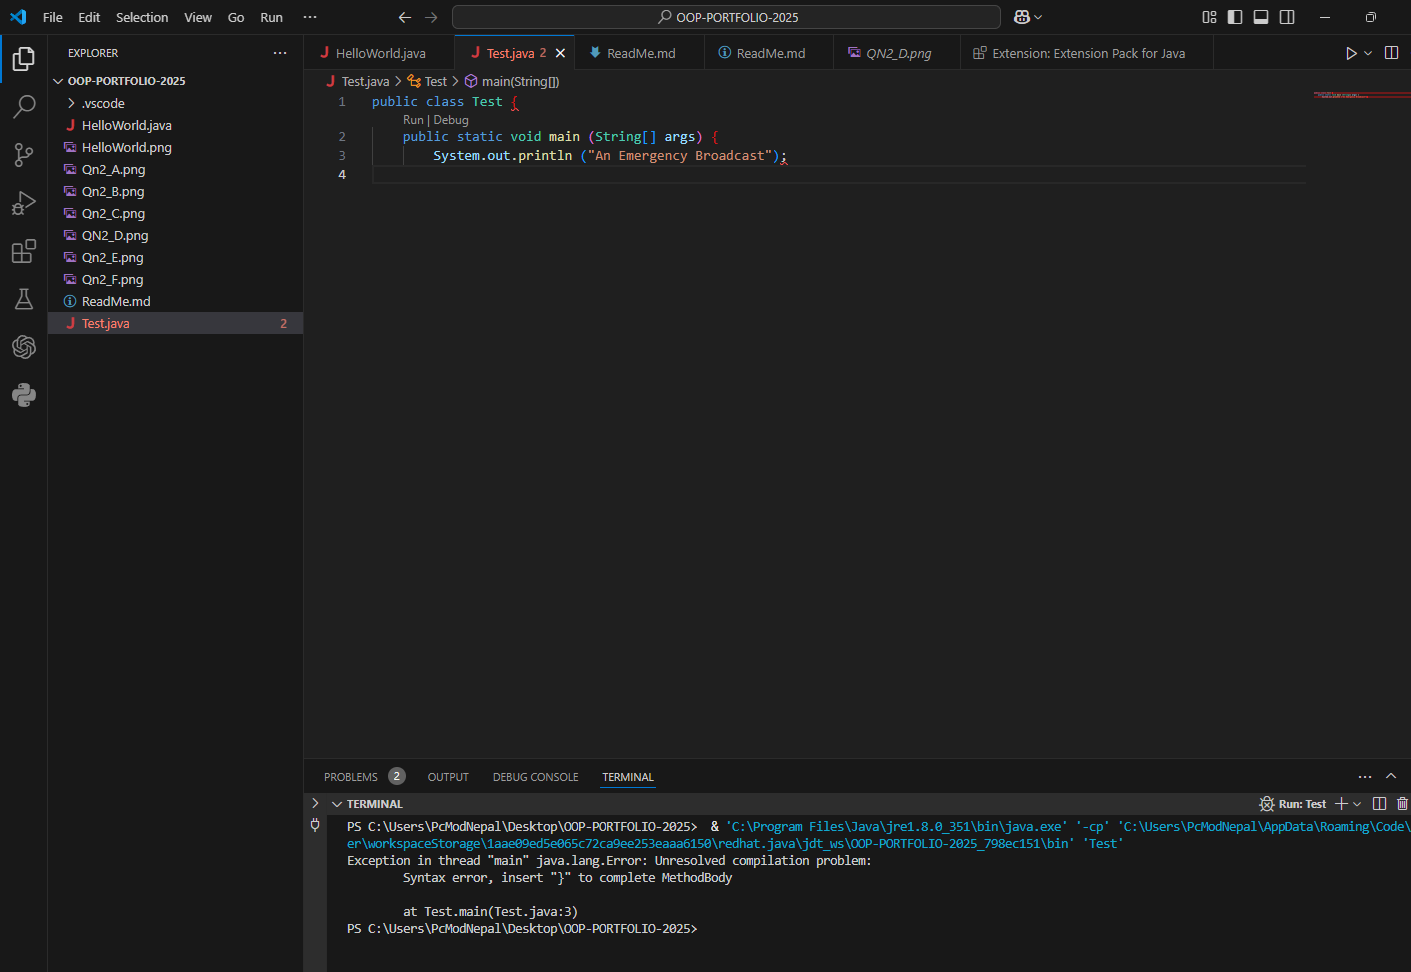 File Edit Selection View Go Run ···
OOP-PORTFOLIO-2025
EXPLORER
OOP-PORTFOLIO-2025
.vscode
HelloWorld.java
HelloWorld.png
Qn2_A.png
Qn2_B.png
Qn2_C.png
QN2_D.png
Qn2_E.png
Qn2_F.png
ReadMe.md
Test.java 2
HelloWorld.java Test.java 2 ReadMe.md ReadMe.md QN2_D.png Extension: Extension Pack for Java
Test.java > Test > main(String[])
1 public class Test {
Run | Debug
2 public static void main (String[] args) {
3 System.out.println ("An Emergency Broadcast");
4
PROBLEMS 2 OUTPUT DEBUG CONSOLE TERMINAL
TERMINAL Run: Test
PS C:\Users\PcModNepal\Desktop\OOP-PORTFOLIO-2025> & 'C:\Program Files\Java\jre1.8.0_351\bin\java.exe' '-cp' 'C:\Users\PcModNepal\AppData\Roaming\Code\
er\workspaceStorage\1aae09ed5e065c72ca9ee253eaaa6150\redhat.java\jdt_ws\OOP-PORTFOLIO-2025_798ec151\bin' 'Test'
Exception in thread "main" java.lang.Error: Unresolved compilation problem:
Syntax error, insert "}" to complete MethodBody
at Test.main(Test.java:3)
PS C:\Users\PcModNepal\Desktop\OOP-PORTFOLIO-2025>